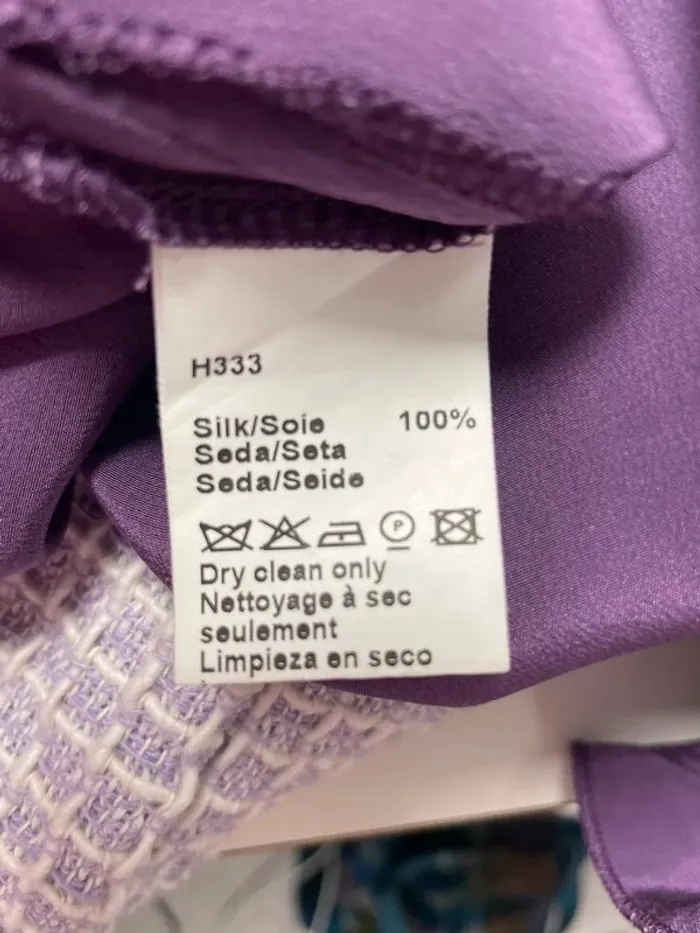 H333
Silk/Soie 100%
Seda/Seta
Seda/Seide
P
Dry clean only
Nettoyage à sec
seulement
Limpieza en seco